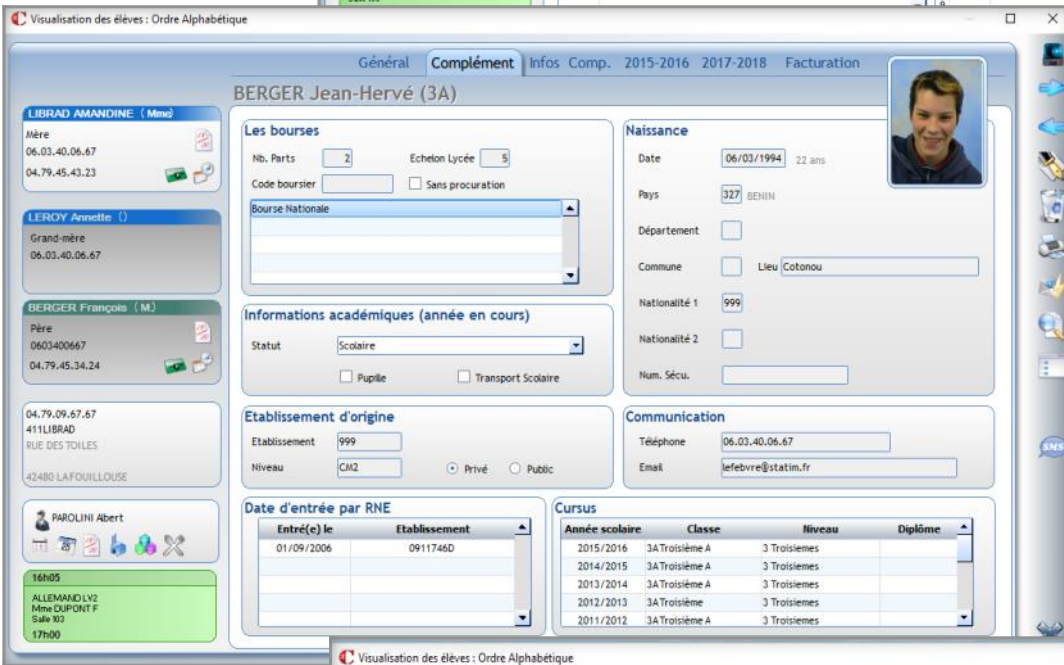 Visualisation des élèves : Ordre Alphabétique
Général Complément Infos Comp. 2015-2016 2017-2018 Facturation
BERGER Jean-Hervé (3A)
LIBRAD AMANDINE ( Mme)
Mère
06.03.40.06.67
04.79.45.43.23
LEROY Annette ()
Grand-mère
06.03.40.06.67
BERGER François ( M.)
Père
0603400667
04.79.45.34.24
04.79.09.67.67
411LIBRAD
RUE DES TOILES
42480 LA FOUILLOUSE
PAROLINI Abert
16h05
ALLEMAND LV2
Mme DUPONT F
Salle 103
17h00
Les bourses
Nb. Parts 2 Echelon Lycée 5
Code boursier Sans procuration
Bourse Nationale
Informations académiques (année en cours)
Statut Scolaire
Pupille Transport Scolaire
Etablissement d'origine
Etablissement 999
Niveau CM2 Privé Public
Date d'entrée par RNE
Entré(e) le Etablissement
01/09/2006 0911746D
Naissance
Date 06/03/1994 22 ans
Pays 327 BENIN
Département
Commune Lieu Cotonou
Nationalité 1 999
Nationalité 2
Num. Sécu.
Communication
Téléphone 06.03.40.06.67
Email lefebvre@statim.fr
Cursus
Année scolaire Classe Niveau Diplôme
2015/2016 3A Troisième A 3 Troisiemes
2014/2015 3A Troisième A 3 Troisiemes
2013/2014 3A Troisième A 3 Troisiemes
2012/2013 3A Troisième 3 Troisiemes
2011/2012 3A Troisième A 3 Troisiemes
SMS
Visualisation des élèves : Ordre Alphabétique